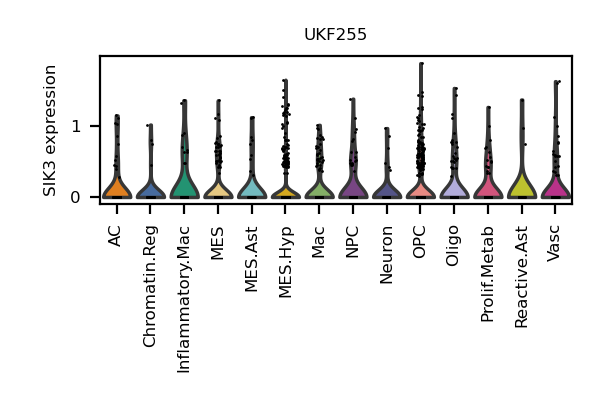 UKF255
SIK3 expression
1
0
AC
Chromatin.Reg
Inflammatory.Mac
MES
MES.Ast
MES.Hyp
Mac
NPC
Neuron
OPC
Oligo
Prolif.Metab
Reactive.Ast
Vasc